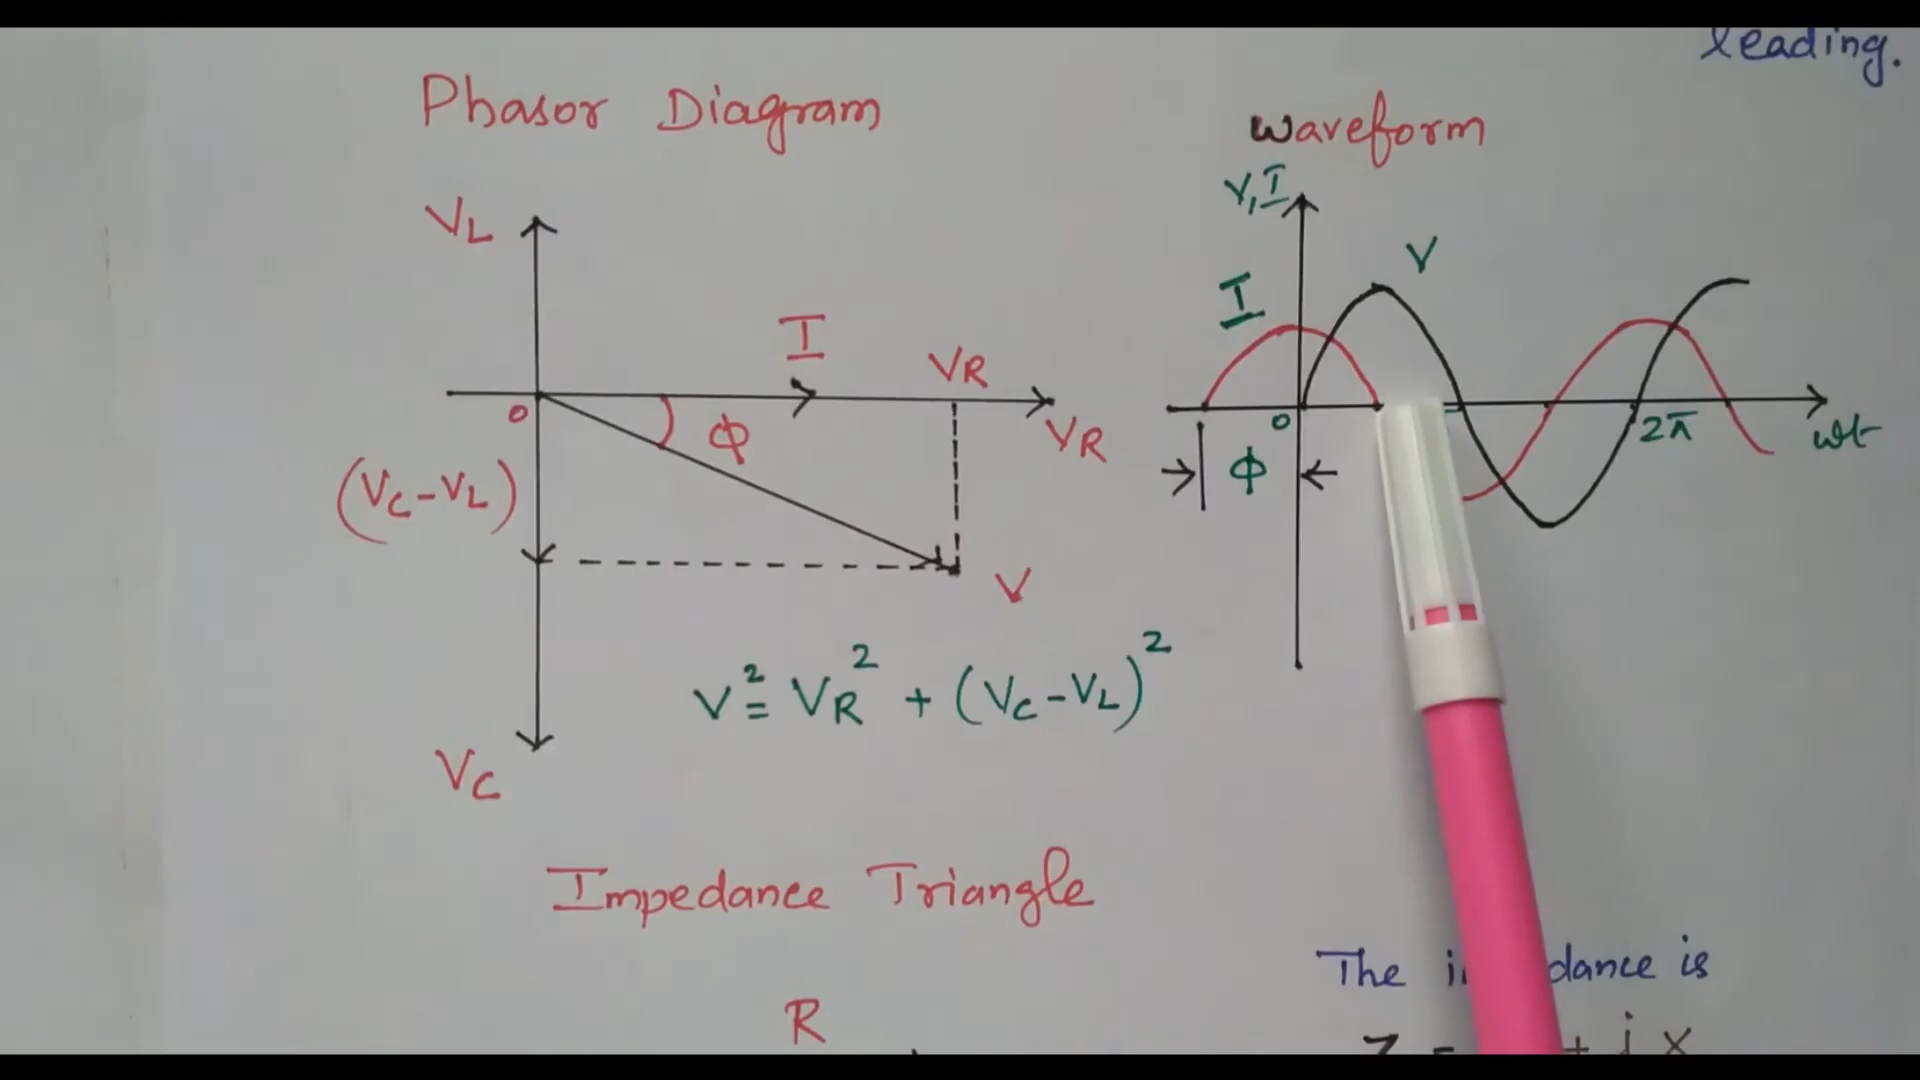 leading.
Phasor Diagram
Waveform
V, I
VL
V
I
I
VR
O
Φ
VR
O
2π
ωt
(VC-VL)
Φ
V
V² = VR² + (VC-VL)²
VC
Impedance Triangle
The is
R